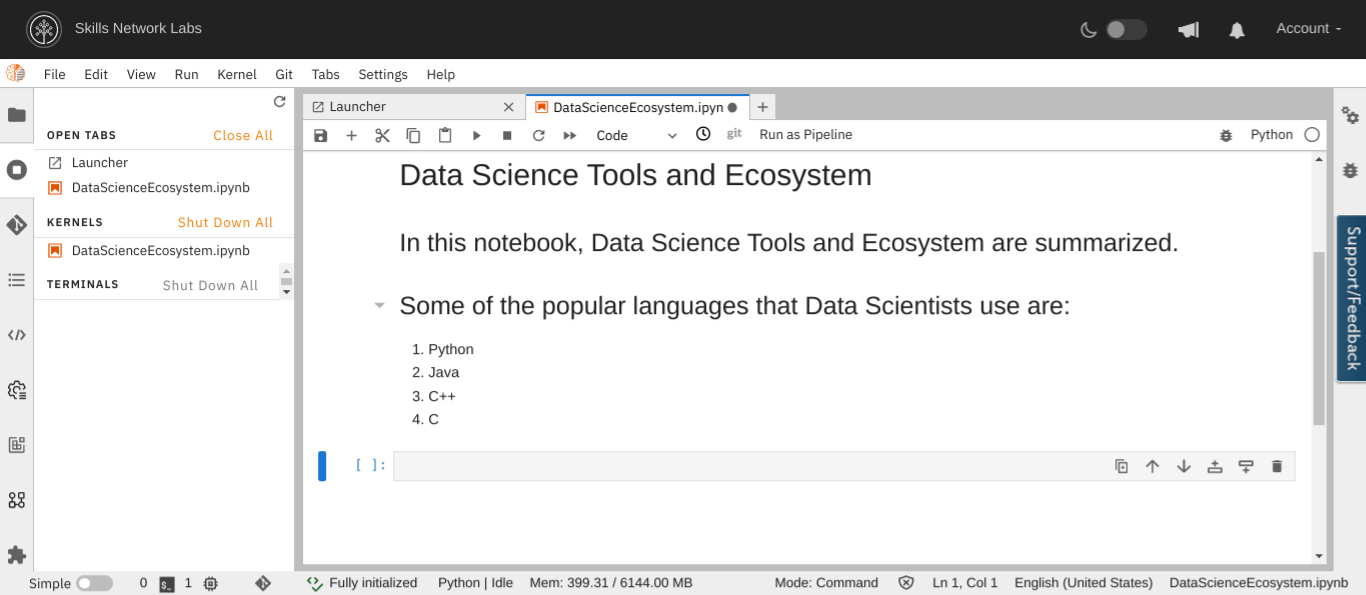 Skills Network Labs
Account
File Edit View Run Kernel Git Tabs Settings Help
OPEN TABS Close All
Launcher
DataScienceEcosystem.ipynb
KERNELS Shut Down All
DataScienceEcosystem.ipynb
TERMINALS Shut Down All
Launcher DataScienceEcosystem.ipyn
Code git Run as Pipeline Python
Data Science Tools and Ecosystem
In this notebook, Data Science Tools and Ecosystem are summarized.
Some of the popular languages that Data Scientists use are:
1. Python
2. Java
3. C++
4. C
[ ]:
Support/Feedback
Simple 0 $_ 1 Fully initialized Python | Idle Mem: 399.31 / 6144.00 MB Mode: Command Ln 1, Col 1 English (United States) DataScienceEcosystem.ipynb